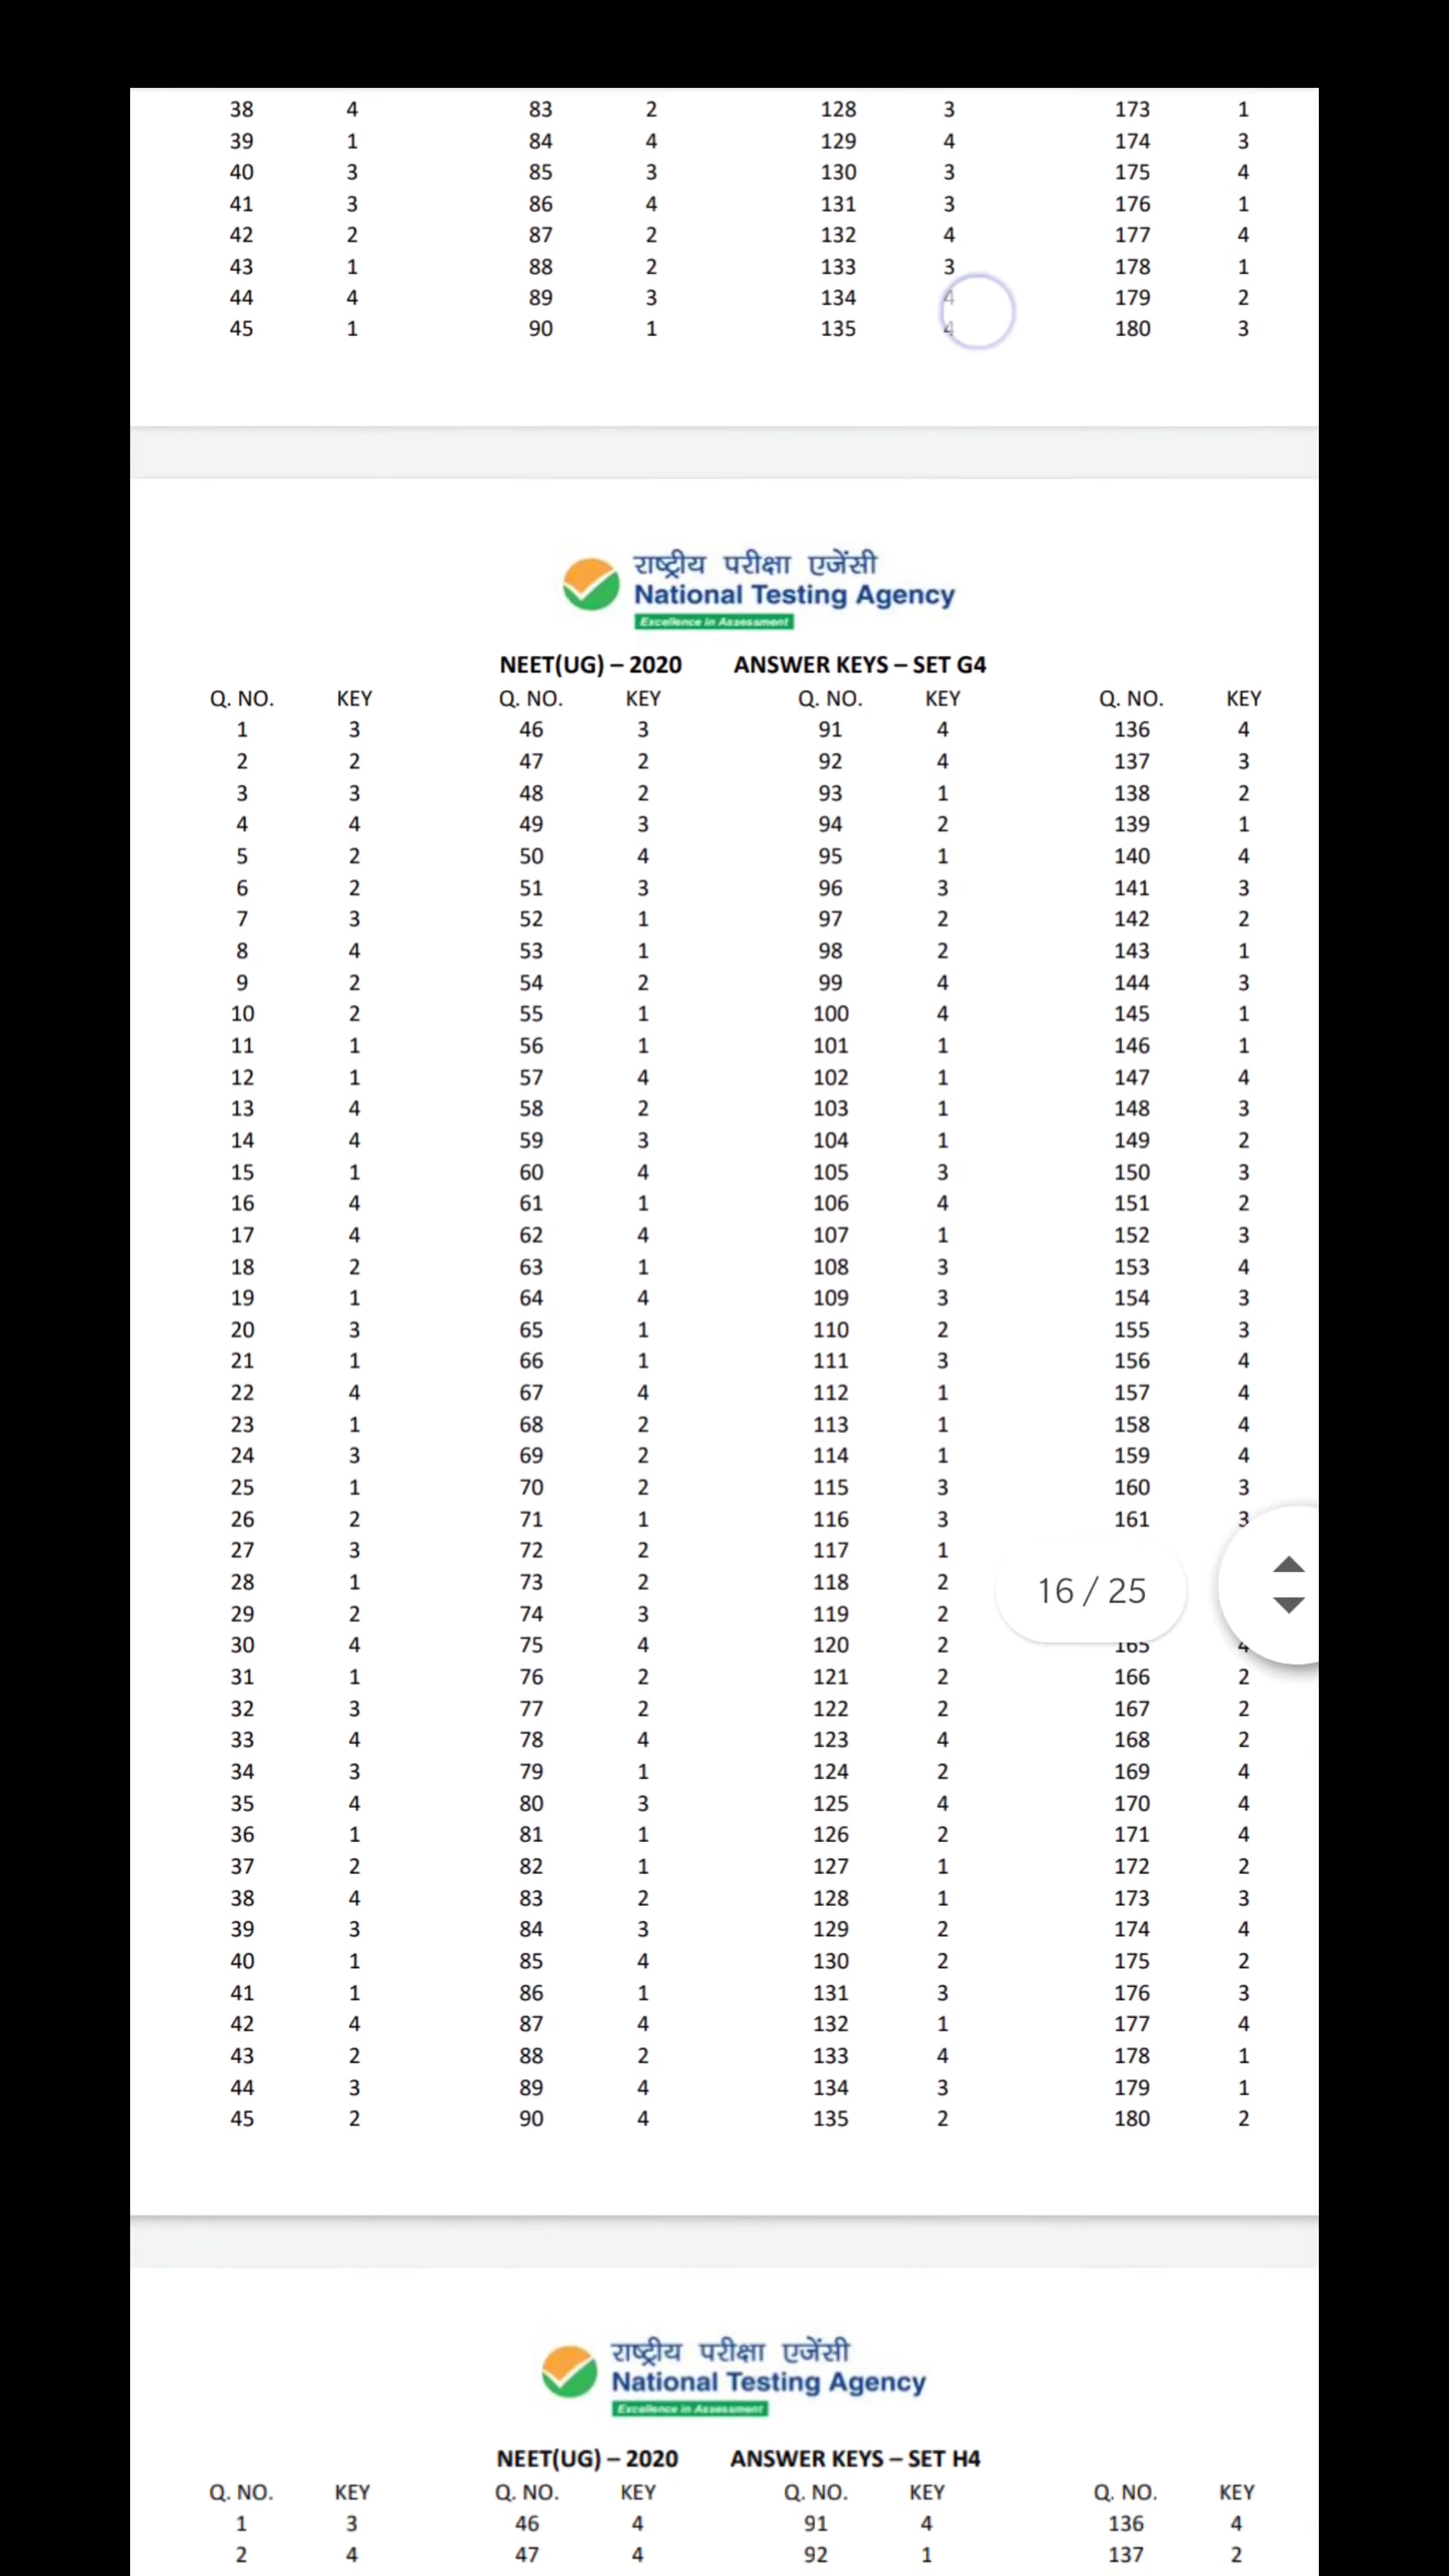 38 4 83 2 128 3 173 1
39 1 84 4 129 4 174 3
40 3 85 3 130 3 175 4
41 3 86 4 131 3 176 1
42 2 87 2 132 4 177 4
43 1 88 2 133 3 178 1
44 4 89 3 134 4 179 2
45 1 90 1 135 4 180 3
राष्ट्रीय परीक्षा एजेंसी
National Testing Agency
Excellence in Assessment
NEET(UG) – 2020 ANSWER KEYS – SET G4
Q. NO. KEY Q. NO. KEY Q. NO. KEY Q. NO. KEY
1 3 46 3 91 4 136 4
2 2 47 2 92 4 137 3
3 3 48 2 93 1 138 2
4 4 49 3 94 2 139 1
5 2 50 4 95 1 140 4
6 2 51 3 96 3 141 3
7 3 52 1 97 2 142 2
8 4 53 1 98 2 143 1
9 2 54 2 99 4 144 3
10 2 55 1 100 4 145 1
11 1 56 1 101 1 146 1
12 1 57 4 102 1 147 4
13 4 58 2 103 1 148 3
14 4 59 3 104 1 149 2
15 1 60 4 105 3 150 3
16 4 61 1 106 4 151 2
17 4 62 4 107 1 152 3
18 2 63 1 108 3 153 4
19 1 64 4 109 3 154 3
20 3 65 1 110 2 155 3
21 1 66 1 111 3 156 4
22 4 67 4 112 1 157 4
23 1 68 2 113 1 158 4
24 3 69 2 114 1 159 4
25 1 70 2 115 3 160 3
26 2 71 1 116 3 161 3
27 3 72 2 117 1
28 1 73 2 118 2
16 / 25
29 2 74 3 119 2
30 4 75 4 120 2 165 4
31 1 76 2 121 2 166 2
32 3 77 2 122 2 167 2
33 4 78 4 123 4 168 2
34 3 79 1 124 2 169 4
35 4 80 3 125 4 170 4
36 1 81 1 126 2 171 4
37 2 82 1 127 1 172 2
38 4 83 2 128 1 173 3
39 3 84 3 129 2 174 4
40 1 85 4 130 2 175 2
41 1 86 1 131 3 176 3
42 4 87 4 132 1 177 4
43 2 88 2 133 4 178 1
44 3 89 4 134 3 179 1
45 2 90 4 135 2 180 2
राष्ट्रीय परीक्षा एजेंसी
National Testing Agency
Excellence in Assessment
NEET(UG) – 2020 ANSWER KEYS – SET H4
Q. NO. KEY Q. NO. KEY Q. NO. KEY Q. NO. KEY
1 3 46 4 91 4 136 4
2 4 47 4 92 1 137 2